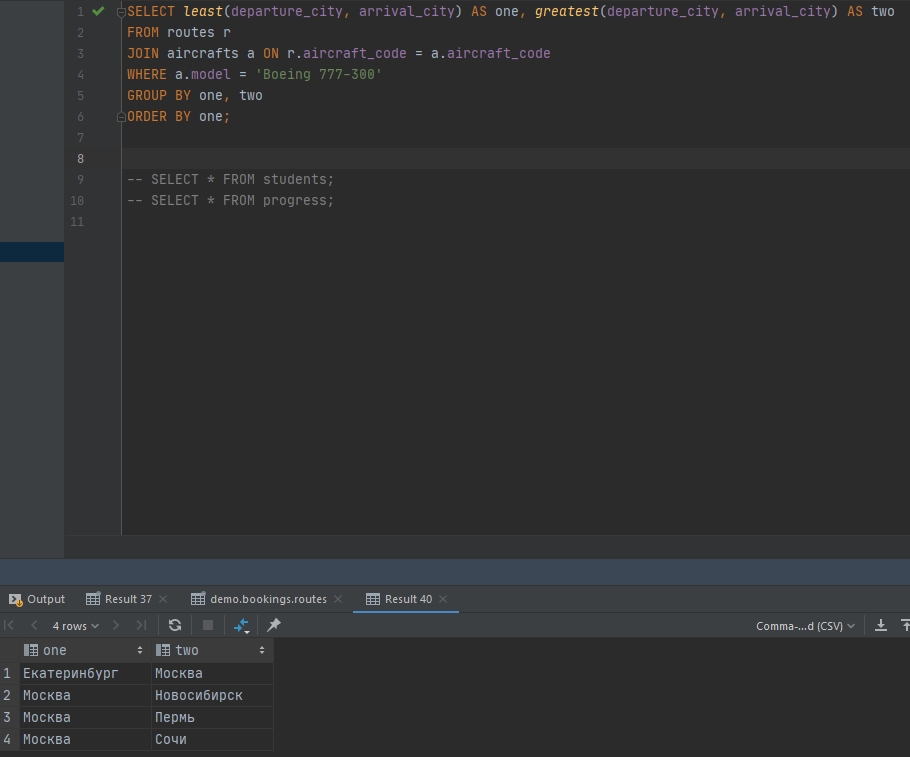 1 SELECT least(departure_city, arrival_city) AS one, greatest(departure_city, arrival_city) AS two
2 FROM routes r
3 JOIN aircrafts a ON r.aircraft_code = a.aircraft_code
4 WHERE a.model = 'Boeing 777-300'
5 GROUP BY one, two
6 ORDER BY one;
7
8
9 -- SELECT * FROM students;
10 -- SELECT * FROM progress;
11
Output Result 37 demo.bookings.routes Result 40
4 rows Comma-...d (CSV)
one two
1 Екатеринбург Москва
2 Москва Новосибирск
3 Москва Пермь
4 Москва Сочи